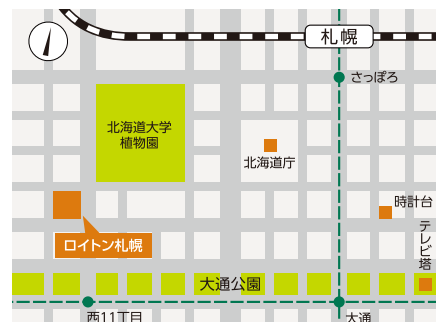 札幌
さっぽろ
北海道大学
植物園
北海道庁
時計台
テレビ塔
ロイトン札幌
大通公園
西11丁目
大通